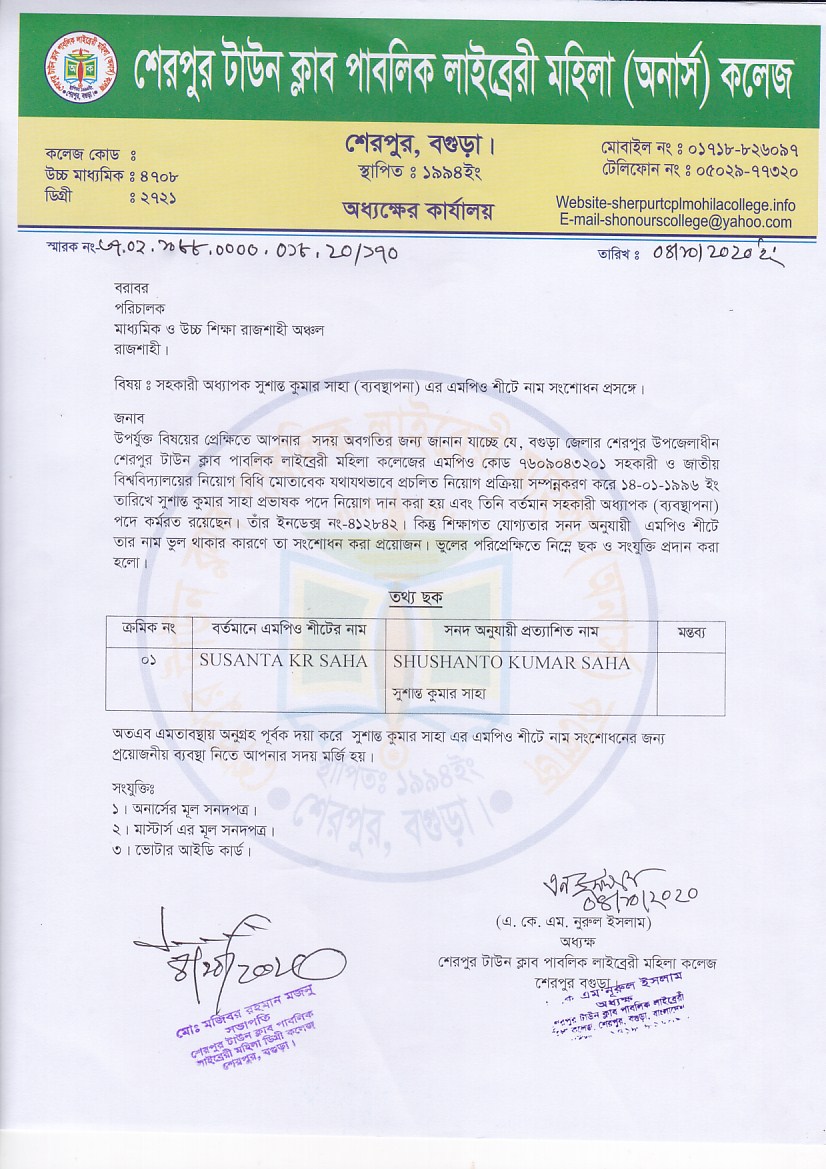 শেরপুর টাউন ক্লাব পাবলিক লাইব্রেরী মহিলা (অনার্স) কলেজ
শেরপুর, বগুড়া।
স্থাপিত : ১৯৯৪ইং
অধ্যক্ষের কার্যালয়
কলেজ কোড :
উচ্চ মাধ্যমিক : ৪৭০৮
ডিগ্রী : ২৭২১
মোবাইল নং : ০১৭১৮-৮২৬০৯৭
টেলিফোন নং : ০৫০২৯-৭৭৩২০
Website-sherpurtcplmohilacollege.info
E-mail-shonourscollege@yahoo.com
স্মারক নং-
তারিখ : ০৪/১০/২০২০ ইং
বরাবর
পরিচালক
মাধ্যমিক ও উচ্চ শিক্ষা রাজশাহী অঞ্চল
রাজশাহী।
বিষয় : সহকারী অধ্যাপক সুশান্ত কুমার সাহা (ব্যবস্থাপনা) এর এমপিও শীটে নাম সংশোধন প্রসঙ্গে।
জনাব
উপর্যুক্ত বিষয়ের প্রেক্ষিতে আপনার সদয় অবগতির জন্য জানান যাচ্ছে যে, বগুড়া জেলার শেরপুর উপজেলাধীন
শেরপুর টাউন ক্লাব পাবলিক লাইব্রেরী মহিলা কলেজের এমপিও কোড ৭৬০৯০৪৩২০১ সহকারী ও জাতীয়
বিশ্ববিদ্যালয়ের নিয়োগ বিধি মোতাবেক যথাযথভাবে প্রচলিত নিয়োগ প্রক্রিয়া সম্পন্নকরণ করে ১৪-০১-১৯৯৬ ইং
তারিখে সুশান্ত কুমার সাহা প্রভাষক পদে নিয়োগ দান করা হয় এবং তিনি বর্তমান সহকারী অধ্যাপক (ব্যবস্থাপনা)
পদে কর্মরত রয়েছেন। তাঁর ইনডেক্স নং-৪১২৮৪২। কিন্তু শিক্ষাগত যোগ্যতার সনদ অনুযায়ী এমপিও শীটে
তার নাম ভুল থাকার কারণে তা সংশোধন করা প্রয়োজন। ভুলের পরিপ্রেক্ষিতে নিম্নে ছক ও সংযুক্তি প্রদান করা
হলো।
তথ্য ছক
ক্রমিক নং বর্তমানে এমপিও শীটের নাম সনদ অনুযায়ী প্রত্যাশিত নাম মন্তব্য
০১ SUSANTA KR SAHA SHUSHANTO KUMAR SAHA
সুশান্ত কুমার সাহা
অতএব এমতাবস্থায় অনুগ্রহ পূর্বক দয়া করে সুশান্ত কুমার সাহা এর এমপিও শীটে নাম সংশোধনের জন্য
প্রয়োজনীয় ব্যবস্থা নিতে আপনার সদয় মর্জি হয়।
স্থাপিতঃ ১৯৯৪ইং
শেরপুর, বগুড়া।
সংযুক্তিঃ
১। অনার্সের মূল সনদপত্র।
২। মাস্টার্স এর মূল সনদপত্র।
৩। ভোটার আইডি কার্ড।
০৪/১০/২০২০
(এ. কে. এম. নুরুল ইসলাম)
অধ্যক্ষ
শেরপুর টাউন ক্লাব পাবলিক লাইব্রেরী মহিলা কলেজ
শেরপুর বগুড়া।
এম নূরুল ইসলাম
অধ্যক্ষ
শেরপুর টাউন ক্লাব পাবলিক লাইব্রেরী
কলেজ, শেরপুর, বগুড়া, বাংলাদেশ
৪/১০/২০২০
মোঃ মজিবর রহমান মজনু
সভাপতি
শেরপুর টাউন ক্লাব পাবলিক
লাইব্রেরী মহিলা ডিগ্রী কলেজ
শেরপুর, বগুড়া।